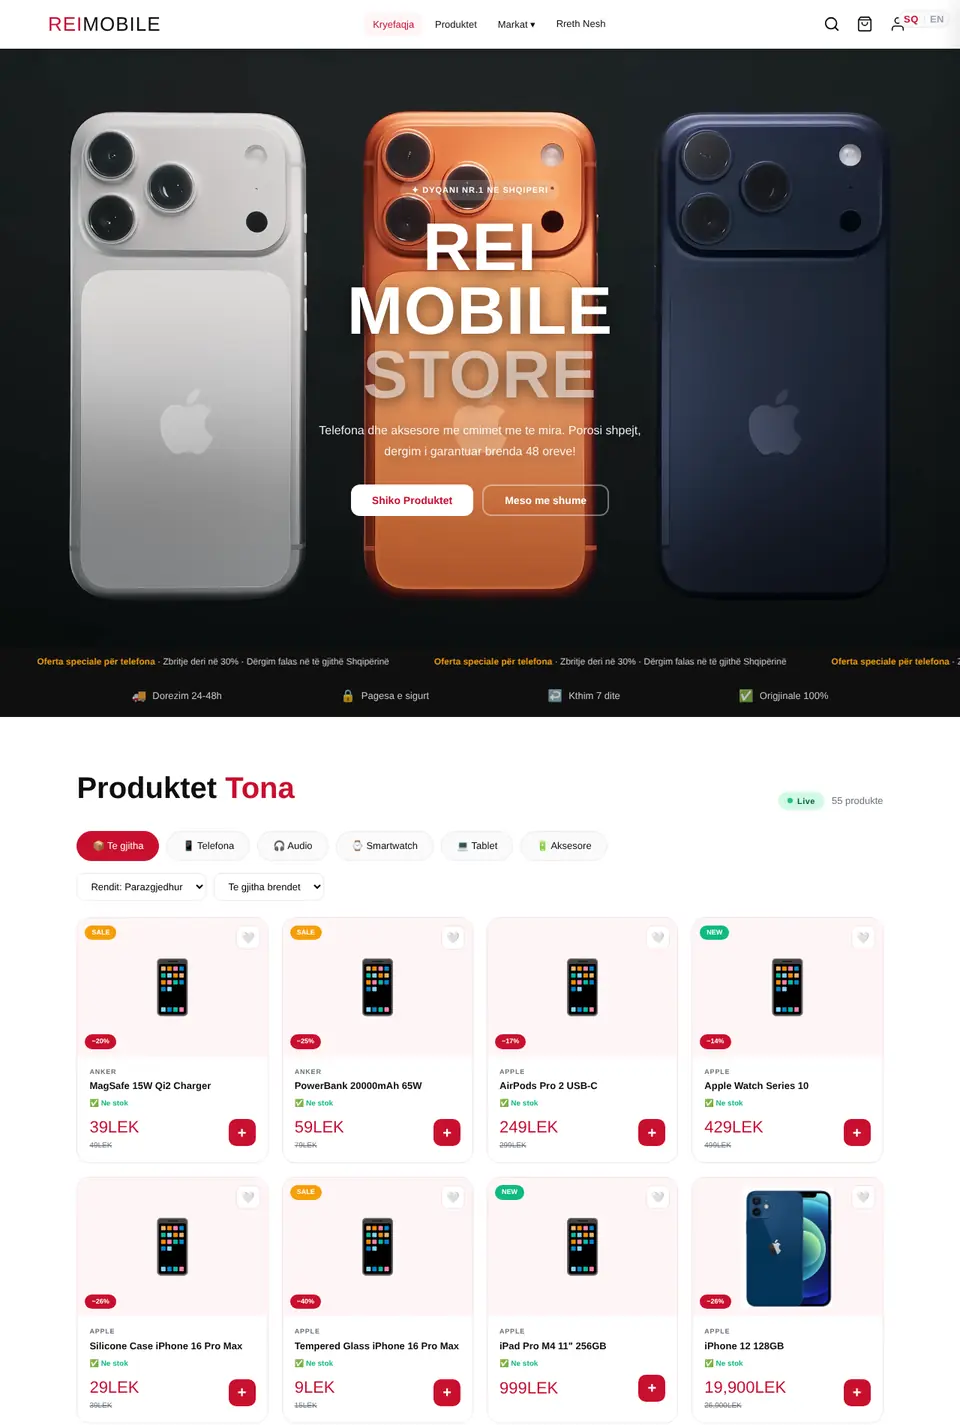 REIMOBILE
Kryefaqja
Produktet
Markat ▾
Rreth Nesh
SQ | EN
✦ DYQANI NR.1 NE SHQIPERI
REI
MOBILE
STORE
Telefona dhe aksesore me cmimet me te mira. Porosi shpejt,
dergim i garantuar brenda 48 oreve!
Shiko Produktet
Meso me shume
Oferta speciale për telefona · Zbritje deri në 30% · Dërgim falas në të gjithë Shqipërinë
Oferta speciale për telefona · Zbritje deri në 30% · Dërgim falas në të gjithë Shqipërinë
Oferta speciale për telefona ·
🚚 Dorezim 24-48h
🔒 Pagesa e sigurt
↩️ Kthim 7 dite
✅ Origjinale 100%
Produktet Tona
Live
55 produkte
📦 Te gjitha
📱 Telefona
🎧 Audio
⌚ Smartwatch
💻 Tablet
🔋 Aksesore
Rendit: Parazgjedhur
Te gjitha brendet
SALE
−20%
ANKER
MagSafe 15W Qi2 Charger
✅ Ne stok
39LEK
49LEK
+
SALE
−25%
ANKER
PowerBank 20000mAh 65W
✅ Ne stok
59LEK
79LEK
+
−17%
APPLE
AirPods Pro 2 USB-C
✅ Ne stok
249LEK
299LEK
+
NEW
−14%
APPLE
Apple Watch Series 10
✅ Ne stok
429LEK
499LEK
+
−26%
APPLE
Silicone Case iPhone 16 Pro Max
✅ Ne stok
29LEK
39LEK
+
SALE
−40%
APPLE
Tempered Glass iPhone 16 Pro Max
✅ Ne stok
9LEK
15LEK
+
NEW
APPLE
iPad Pro M4 11" 256GB
✅ Ne stok
999LEK
+
−26%
APPLE
iPhone 12 128GB
✅ Ne stok
19,900LEK
26,900LEK
+